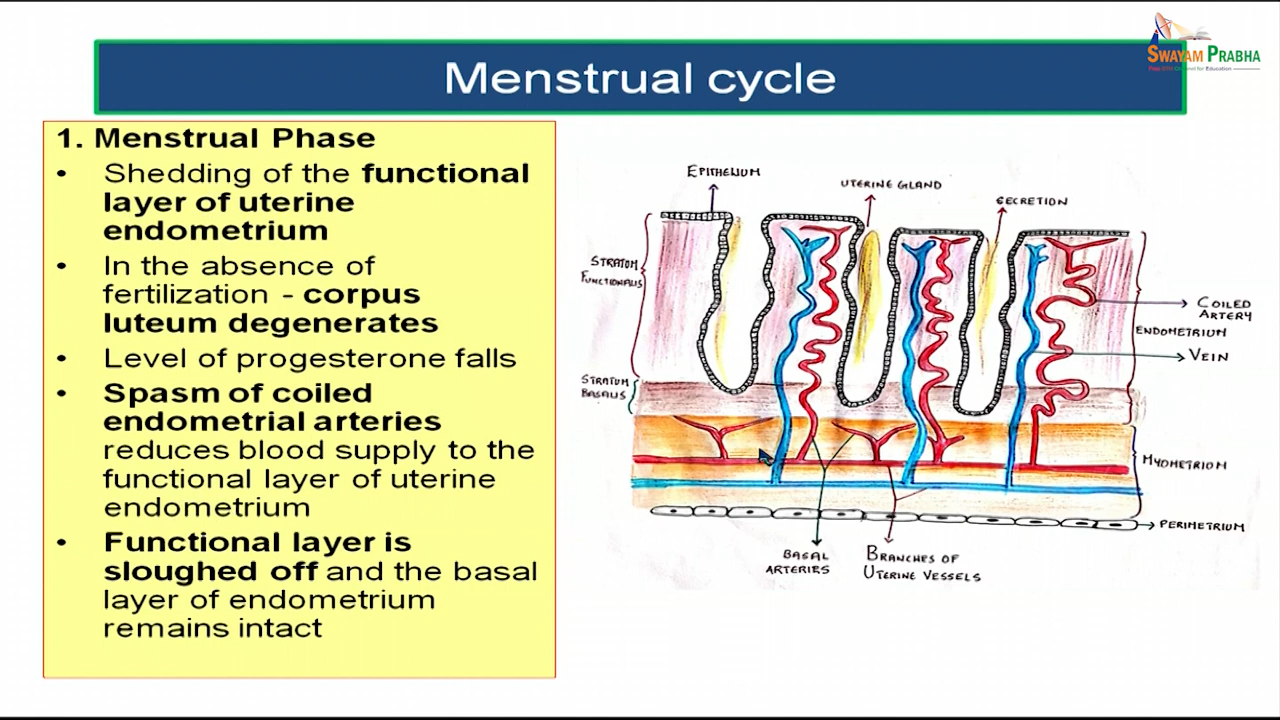 SWAYAM PRABHA
Menstrual cycle
1. Menstrual Phase
• Shedding of the functional
layer of uterine
endometrium
• In the absence of
fertilization - corpus
luteum degenerates
• Level of progesterone falls
• Spasm of coiled
endometrial arteries
reduces blood supply to the
functional layer of uterine
endometrium
• Functional layer is
sloughed off and the basal
layer of endometrium
remains intact
EPITHELIUM
UTERINE GLAND
SECRETION
STRATUM
FUNCTIONALIS
COILED
ARTERY
ENDOMETRIUM
VEIN
STRATUM
BASALIS
MYOMETRIUM
PERIMETRIUM
BASAL
ARTERIES
BRANCHES OF
UTERINE VESSELS